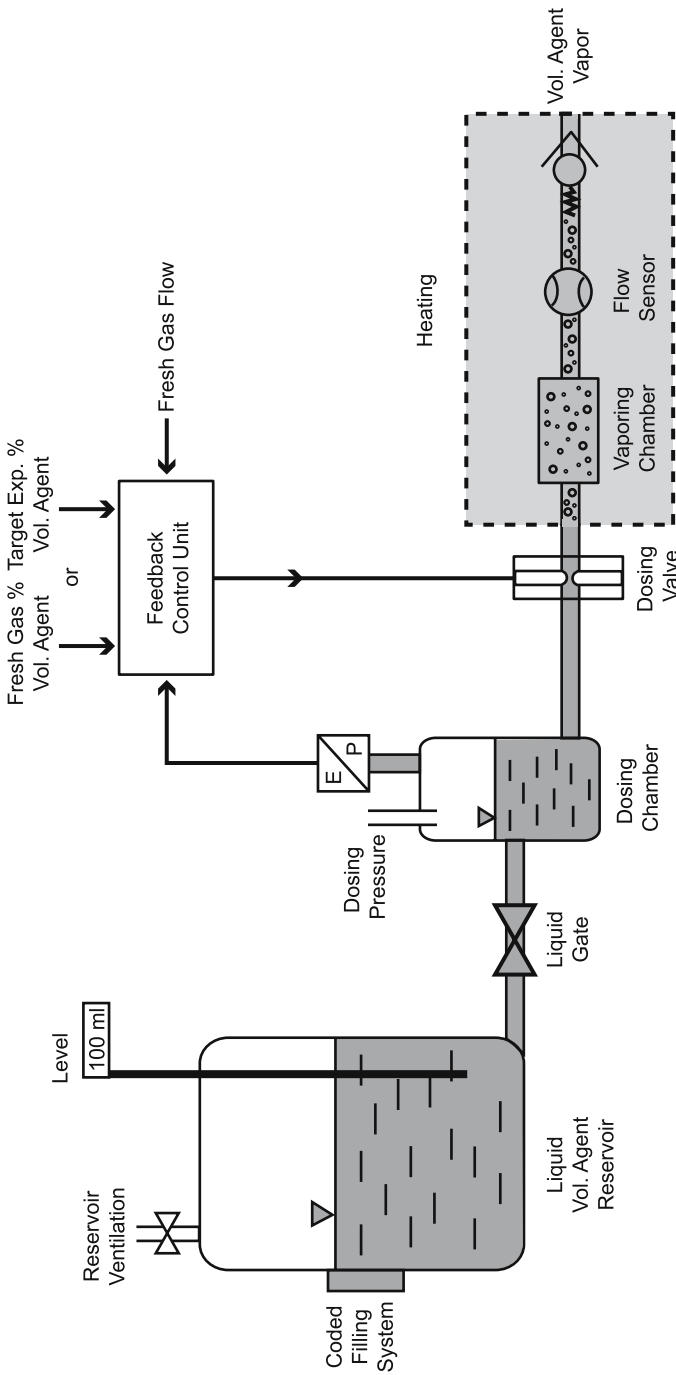 Fresh Gas %
Vol. Agent
or
Target Exp. %
Vol. Agent
Feedback
Control Unit
Fresh Gas Flow
Level
100 ml
Reservoir
Ventilation
Coded
Filling
System
Liquid
Vol. Agent
Reservoir
Liquid
Gate
Dosing
Pressure
E
P
Dosing
Chamber
Dosing
Valve
Heating
Vaporing
Chamber
Flow
Sensor
Vol. Agent
Vapor